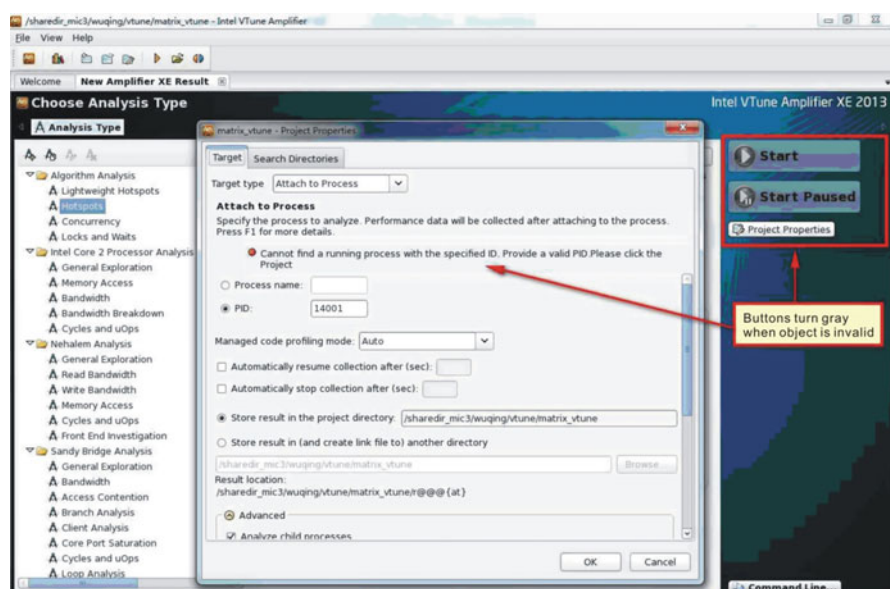 /sharedir_mic3/wuqing/vtune/matrix_vtune - Intel VTune Amplifier
File View Help
Welcome New Amplifier XE Result
Choose Analysis Type
Intel VTune Amplifier XE 2013
Analysis Type
Algorithm Analysis
Lightweight Hotspots
Hotspots
Concurrency
Locks and Waits
Intel Core 2 Processor Analysis
General Exploration
Memory Access
Bandwidth
Bandwidth Breakdown
Cycles and uOps
Nehalem Analysis
General Exploration
Read Bandwidth
Write Bandwidth
Memory Access
Cycles and uOps
Front End Investigation
Sandy Bridge Analysis
General Exploration
Bandwidth
Access Contention
Branch Analysis
Client Analysis
Core Port Saturation
Cycles and uOps
Loop Analysis
matrix_vtune - Project Properties
Target Search Directories
Target type Attach to Process
Attach to Process
Specify the process to analyze. Performance data will be collected after attaching to the process.
Press F1 for more details.
Cannot find a running process with the specified ID. Provide a valid PID.Please click the
Project
Process name:
PID: 14001
Managed code profiling mode: Auto
Automatically resume collection after (sec):
Automatically stop collection after (sec):
Store result in the project directory: /sharedir_mic3/wuqing/vtune/matrix_vtune
Store result in (and create link file to) another directory
/sharedir_mic3/wuqing/vtune/matrix_vtune Browse...
Result location:
/sharedir_mic3/wuqing/vtune/matrix_vtune/r@@@{at}
Advanced
Analyze child processes
OK Cancel
Start
Start Paused
Project Properties
Buttons turn gray
when object is invalid
Command Line...